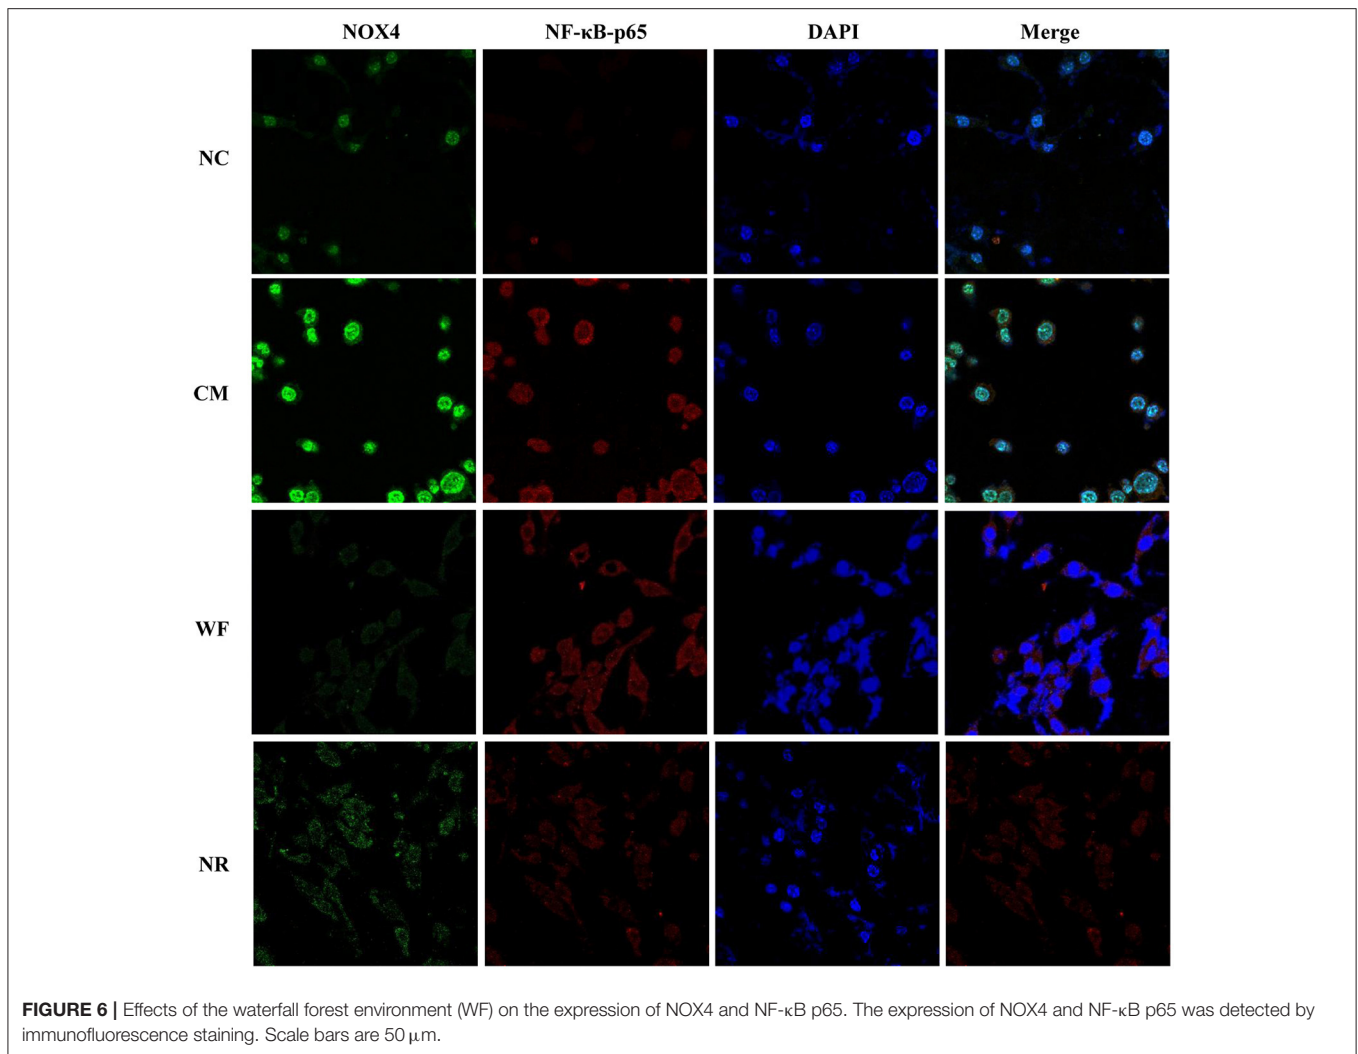 NOX4 NF-κB-p65 DAPI Merge
NC
CM
WF
NR
FIGURE 6 | Effects of the waterfall forest environment (WF) on the expression of NOX4 and NF-κB p65. The expression of NOX4 and NF-κB p65 was detected by
immunofluorescence staining. Scale bars are 50 μm.